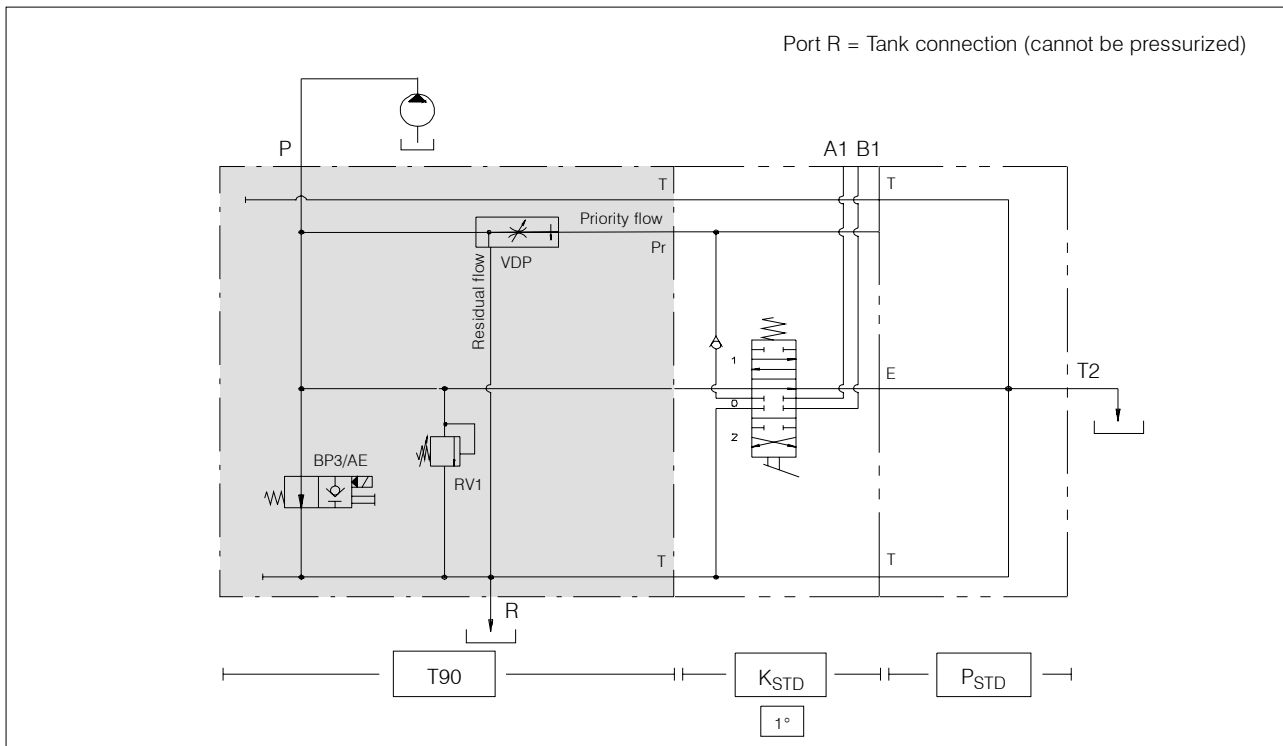 Port R = Tank connection (cannot be pressurized)
P
A1 B1
T
T
Priority flow
Pr
VDP
Residual flow
1
E
T2
0
2
BP3/AE
RV1
T
T
R
T90
KSTD
PSTD
1°